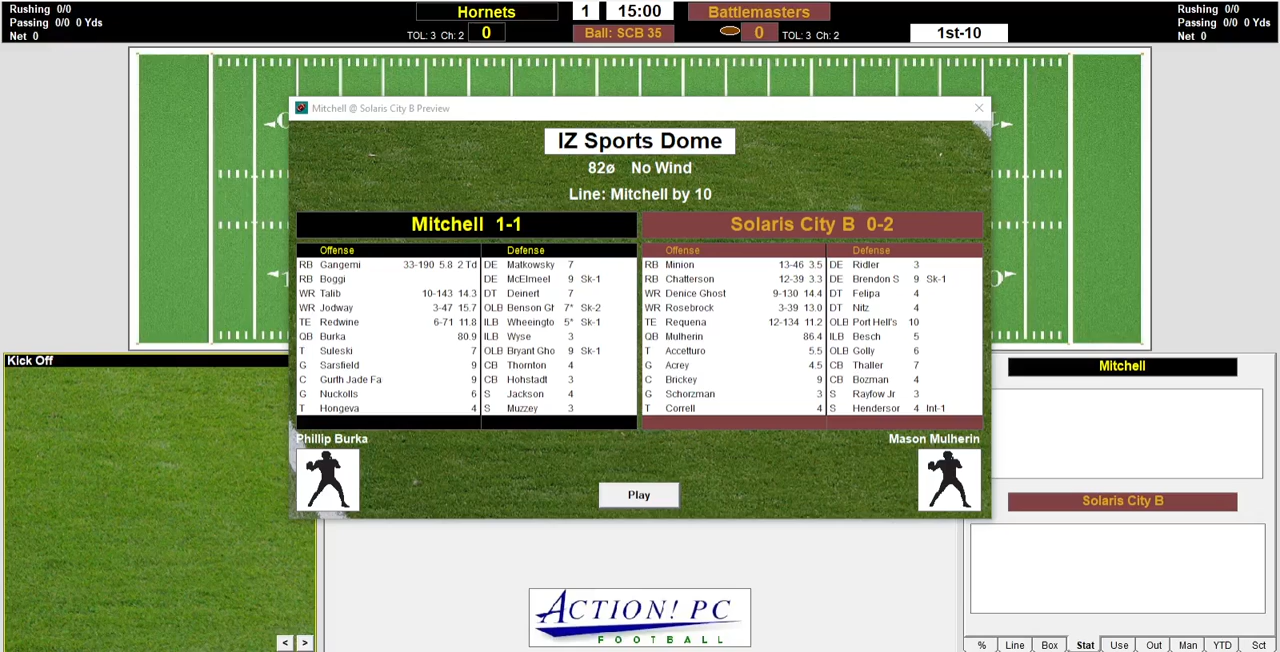 Rushing 0/0
Passing 0/0 0 Yds
Net 0
Hornets
TOL: 3 Ch: 2
0
1
15:00
Ball: SCB 35
Battlemasters
0
TOL: 3 Ch: 2
1st-10
Rushing 0/0
Passing 0/0 0 Yds
Net 0
Mitchell @ Solaris City B Preview
IZ Sports Dome
82ø No Wind
Line: Mitchell by 10
Mitchell 1-1
Offense
RB Gangemi 33-190 5.8 2 Td
RB Boggi
WR Talib 10-143 14.3
WR Jodway 3-47 15.7
TE Redwine 6-71 11.8
QB Burka 80.9
T Suleski 7
G Sarsfield 9
C Gurth Jade Fa 9
G Nuckolls 6
T Hongeva 4
Defense
DE Matkowsky 7
DE McElmeel 9 Sk-1
DT Deinert 7
OLB Benson Gh 7* Sk-2
ILB Wheeingto 5* Sk-1
ILB Wyse 3
OLB Bryant Gho 9 Sk-1
CB Thornton 4
CB Hohstadt 3
S Jackson 4
S Muzzey 3
Solaris City B 0-2
Offense
RB Minion 13-46 3.5
RB Chatterson 12-39 3.3
WR Denice Ghost 9-130 14.4
WR Rosebrock 3-39 13.0
TE Requena 12-134 11.2
QB Mulherin 86.4
T Accetturo 5.5
G Acrey 4.5
C Brickey 9
G Schorzman 3
T Correll 4
Defense
DE Ridler 3
DE Brendon S 9 Sk-1
DT Felipa 4
DT Nitz 4
OLB Port Hell's 10
ILB Besch 5
OLB Golly 6
CB Thaller 7
CB Bozman 4
S Rayfow Jr 3
S Hendersor 4 Int-1
Phillip Burka
Mason Mulherin
Play
Kick Off
< >
Mitchell
Solaris City B
ACTION! PC
FOOTBALL
% Line Box Stat Use Out Man YTD Sct